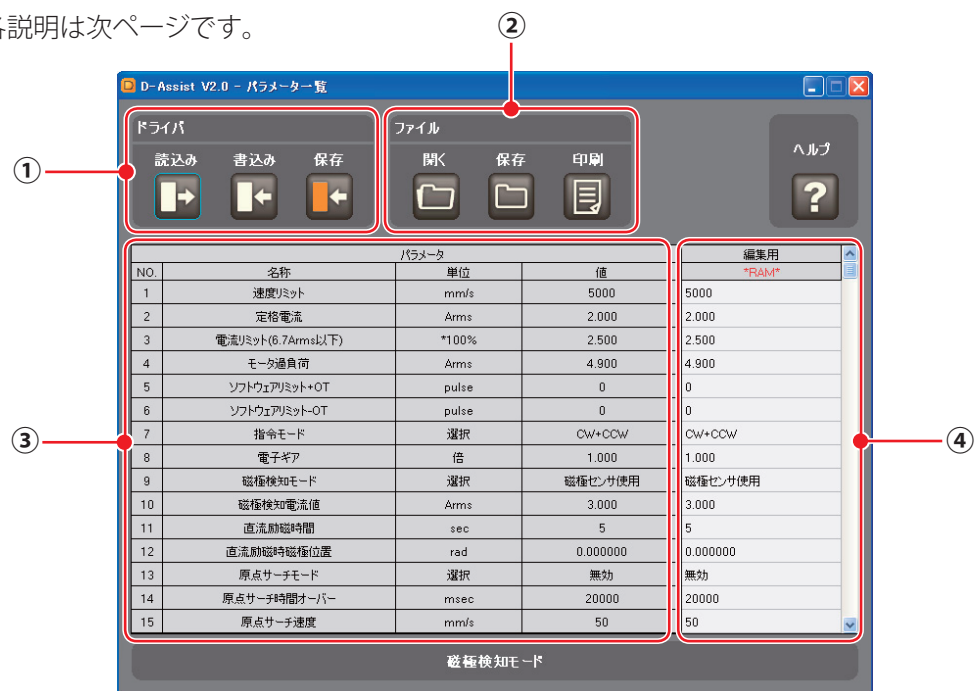 各説明は次ページです。
②
D-Assist V2.0 - パラメータ一覧
ドライバ
ファイル
ヘルプ
読込み 書込み 保存
開く 保存 印刷
?
①
パラメータ 編集用
NO. 名称 単位 値 *RAM*
1 速度リミット mm/s 5000 5000
2 定格電流 Arms 2.000 2.000
3 電流リミット(6.7Arms以下) *100% 2.500 2.500
4 モータ過負荷 Arms 4.900 4.900
5 ソフトウェアリミット+OT pulse 0 0
6 ソフトウェアリミット-OT pulse 0 0
7 指令モード 選択 CW+CCW CW+CCW
8 電子ギア 倍 1.000 1.000
9 磁極検知モード 選択 磁極センサ使用 磁極センサ使用
10 磁極検知電流値 Arms 3.000 3.000
11 直流励磁時間 sec 5 5
12 直流励磁時磁極位置 rad 0.000000 0.000000
13 原点サーチモード 選択 無効 無効
14 原点サーチ時間オーバー msec 20000 20000
15 原点サーチ速度 mm/s 50 50
③
④
磁極検知モード